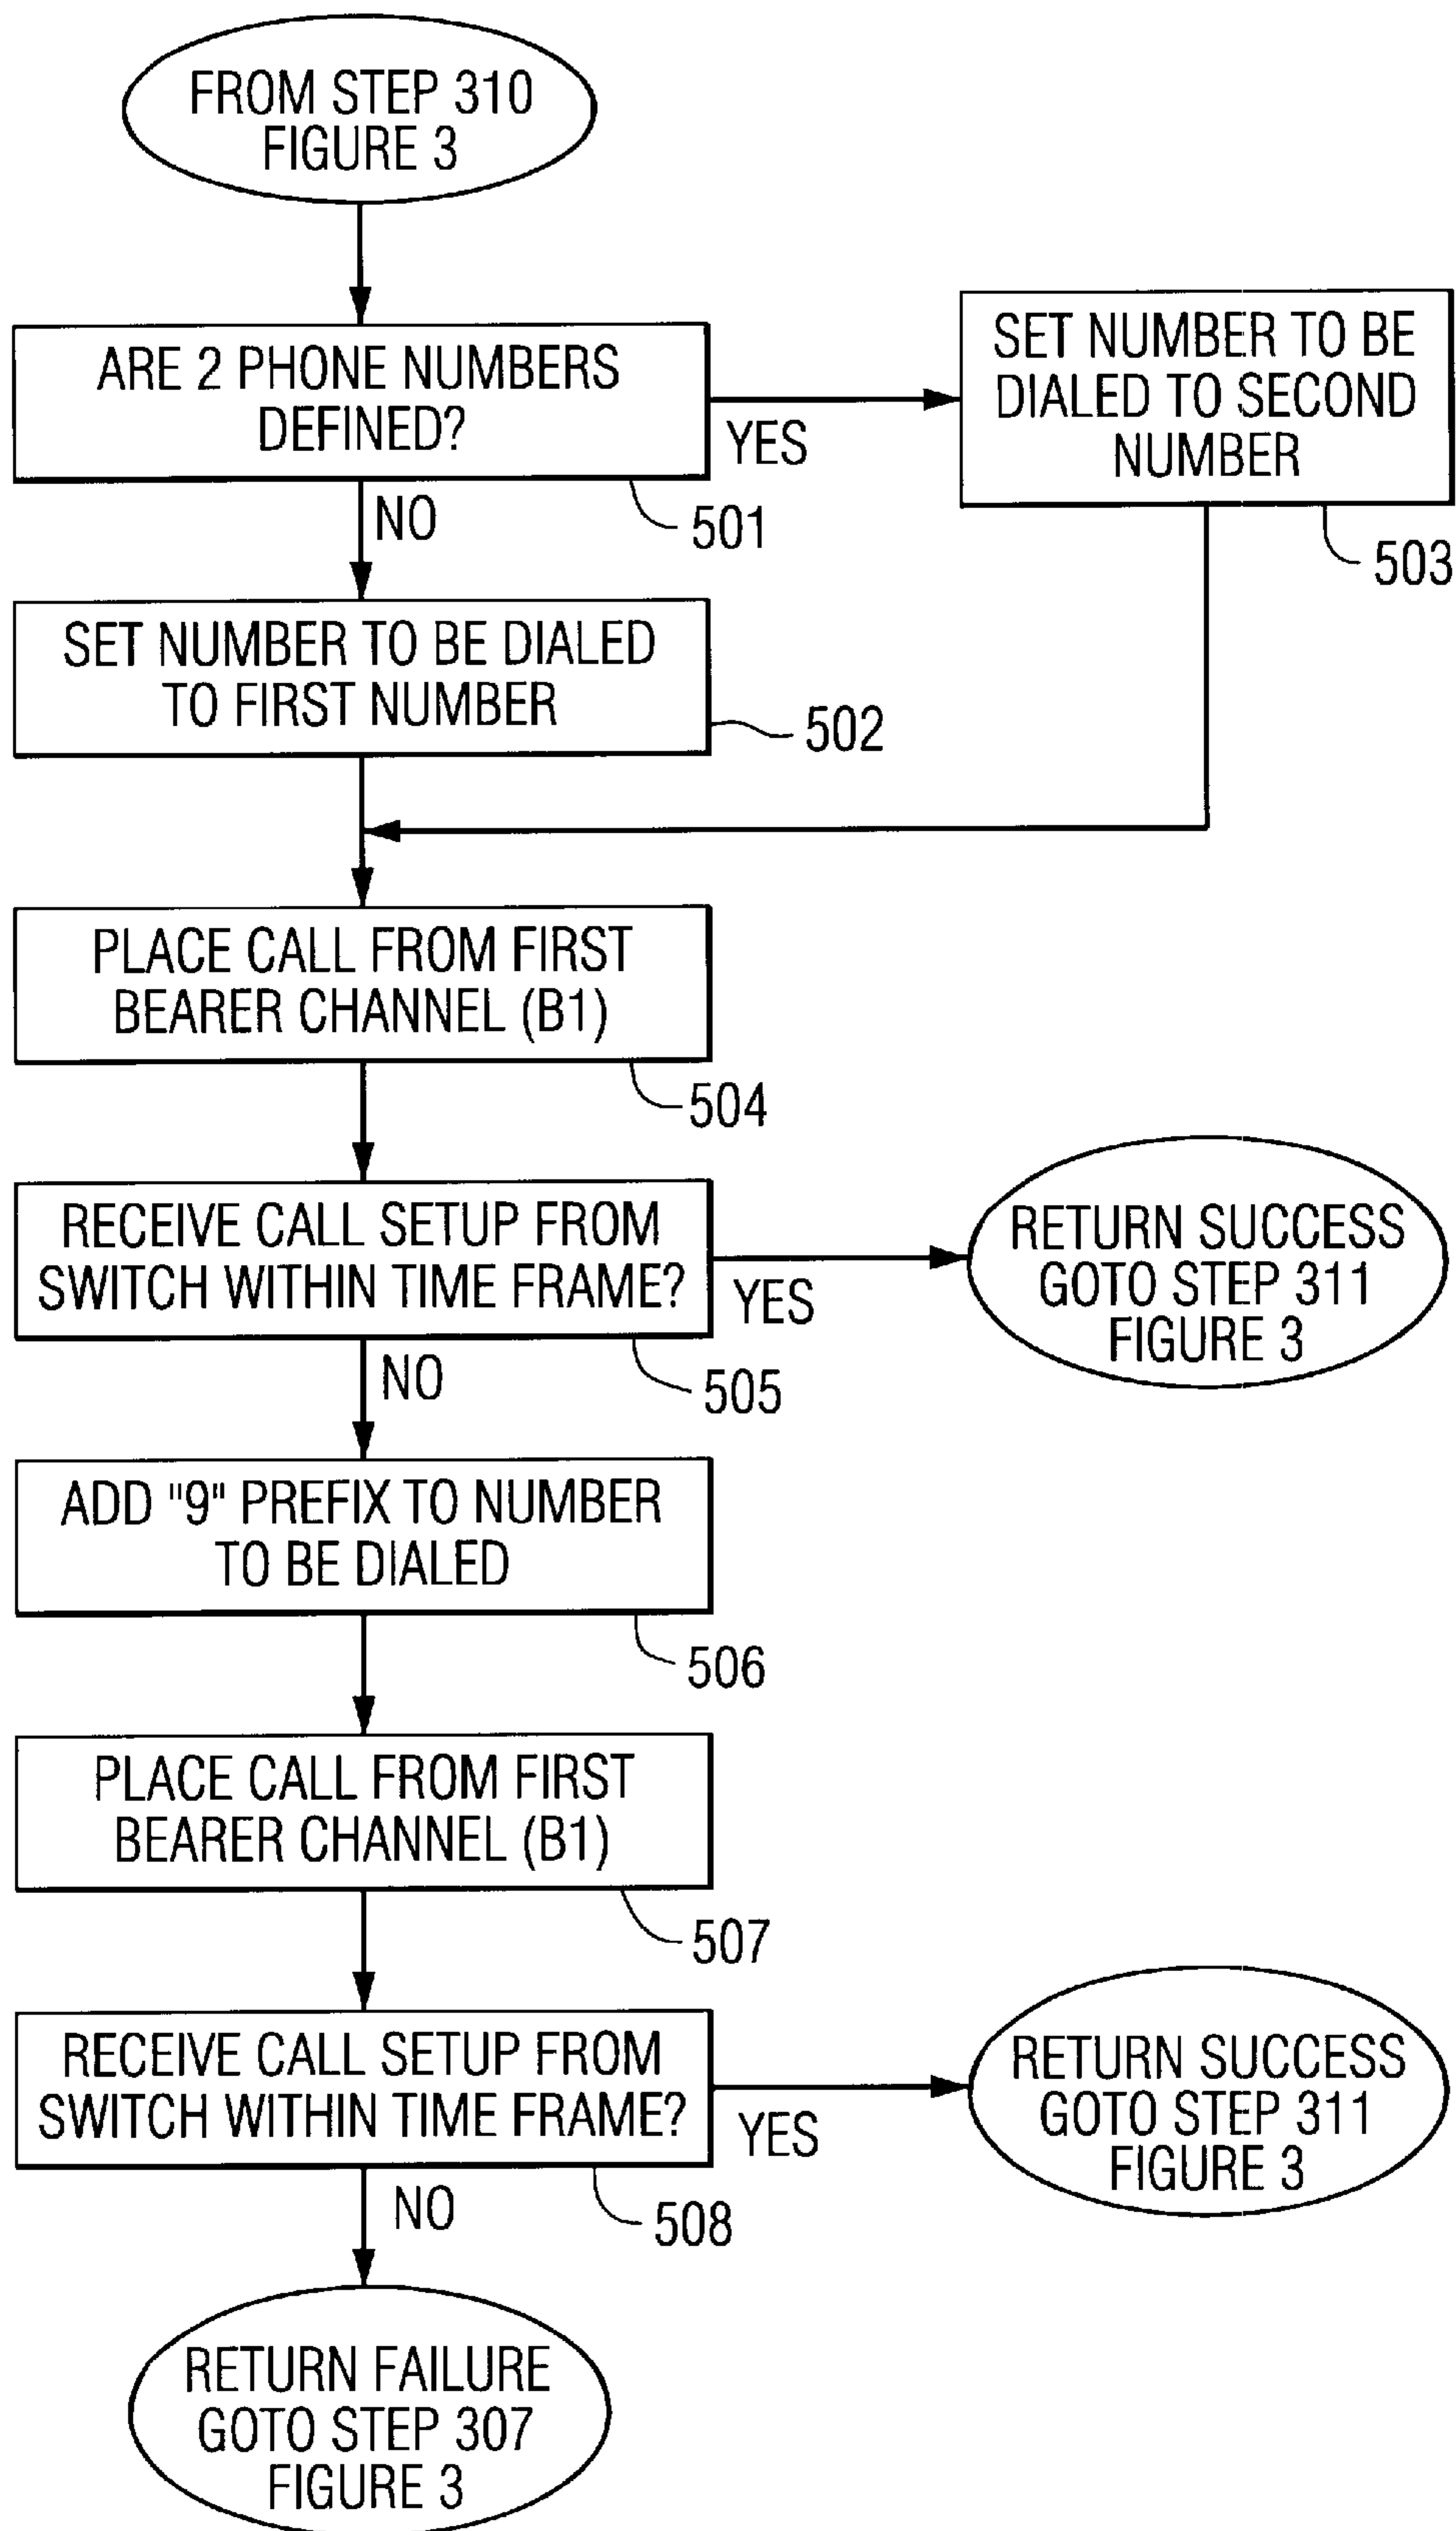 FROM STEP 310
FIGURE 3
ARE 2 PHONE NUMBERS
DEFINED?
YES
NO
501
SET NUMBER TO BE
DIALED TO SECOND
NUMBER
503
SET NUMBER TO BE DIALED
TO FIRST NUMBER
502
PLACE CALL FROM FIRST
BEARER CHANNEL (B1)
504
RECEIVE CALL SETUP FROM
SWITCH WITHIN TIME FRAME?
YES
NO
505
RETURN SUCCESS
GOTO STEP 311
FIGURE 3
ADD "9" PREFIX TO NUMBER
TO BE DIALED
506
PLACE CALL FROM FIRST
BEARER CHANNEL (B1)
507
RECEIVE CALL SETUP FROM
SWITCH WITHIN TIME FRAME?
YES
NO
508
RETURN SUCCESS
GOTO STEP 311
FIGURE 3
RETURN FAILURE
GOTO STEP 307
FIGURE 3